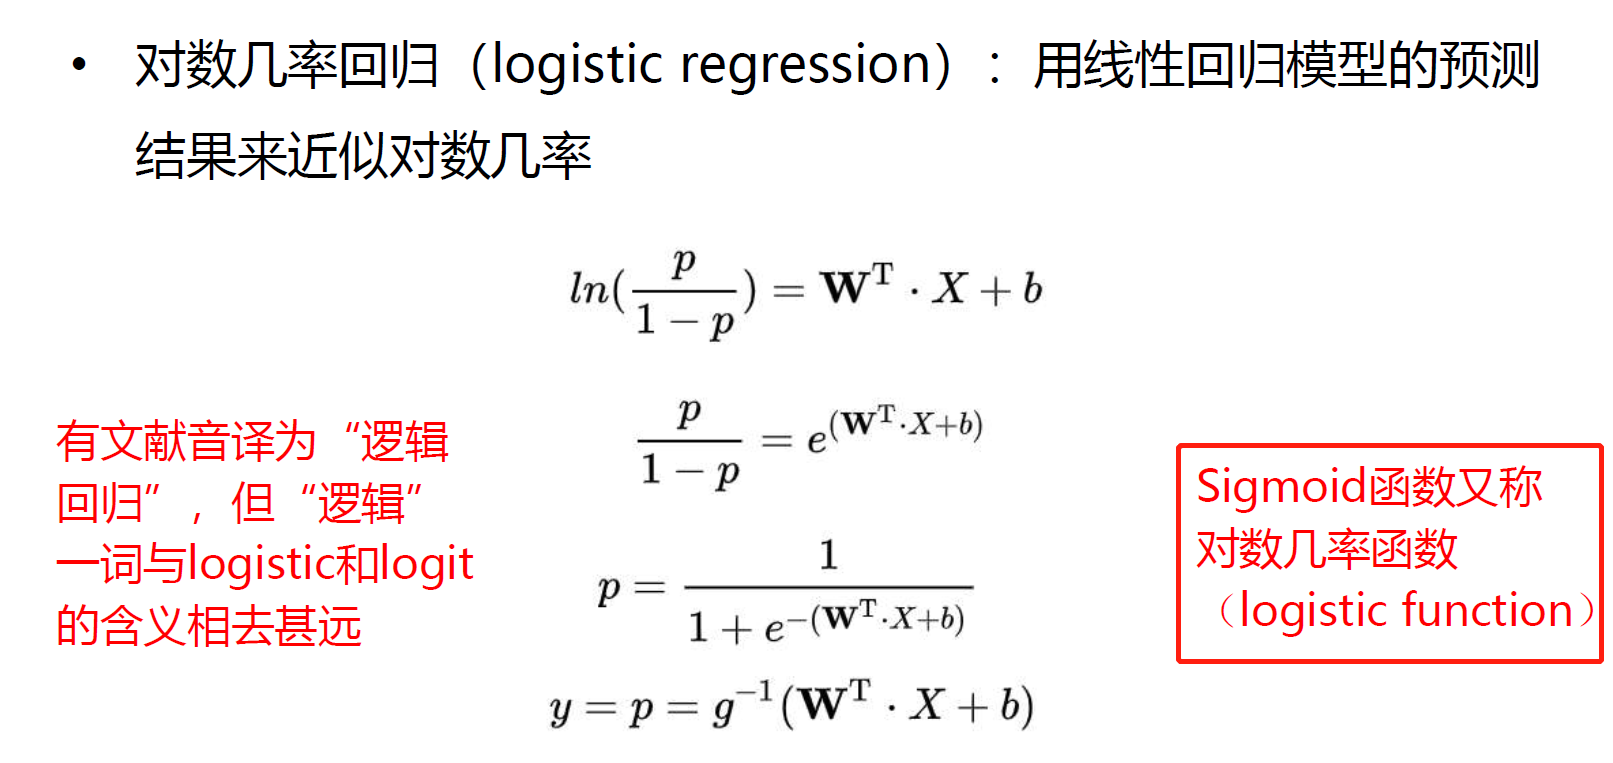 • 对数几率回归（logistic regression）：用线性回归模型的预测
结果来近似对数几率
ln(\frac{p}{1-p}) = \mathbf{W}^{\mathrm{T}} \cdot X + b
\frac{p}{1-p} = e^{(\mathbf{W}^{\mathrm{T}} \cdot X+b)}
p = \frac{1}{1 + e^{-(\mathbf{W}^{\mathrm{T}} \cdot X+b)}}
y = p = g^{-1}(\mathbf{W}^{\mathrm{T}} \cdot X + b)
有文献音译为“逻辑
回归”，但“逻辑”
一词与logistic和logit
的含义相去甚远
Sigmoid函数又称
对数几率函数
（logistic function）